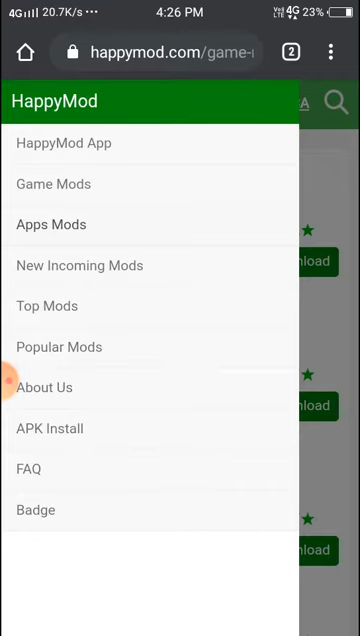 4G 20.7K/s ··· 4:26 PM VoLTE 4G 23%
happymod.com/game- 2
HappyMod
HappyMod App
Game Mods
Apps Mods
New Incoming Mods
Top Mods
Popular Mods
About Us
APK Install
FAQ
Badge
A
nload
nload
nload